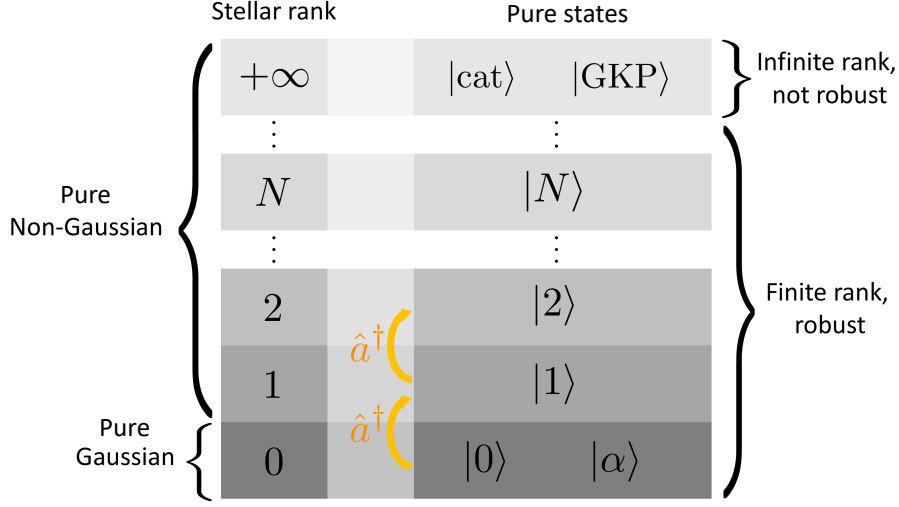 Stellar rank
Pure states
+∞
|cat⟩ |GKP⟩
Infinite rank,
not robust
⋮ ⋮
Pure
Non-Gaussian
N
|N⟩
⋮ ⋮
2
|2⟩
Finite rank,
robust
â†
1
|1⟩
â†
Pure
Gaussian
0
|0⟩ |α⟩